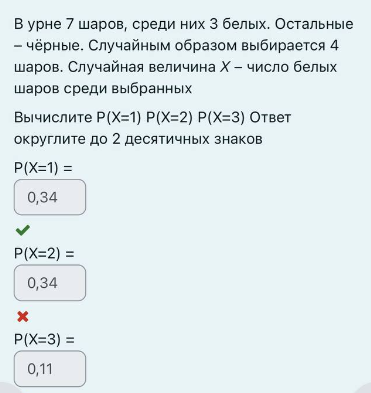 В урне 7 шаров, среди них 3 белых. Остальные
– чёрные. Случайным образом выбирается 4
шаров. Случайная величина X – число белых
шаров среди выбранных
Вычислите P(X=1) P(X=2) P(X=3) Ответ
округлите до 2 десятичных знаков
P(X=1) =
0,34
P(X=2) =
0,34
P(X=3) =
0,11